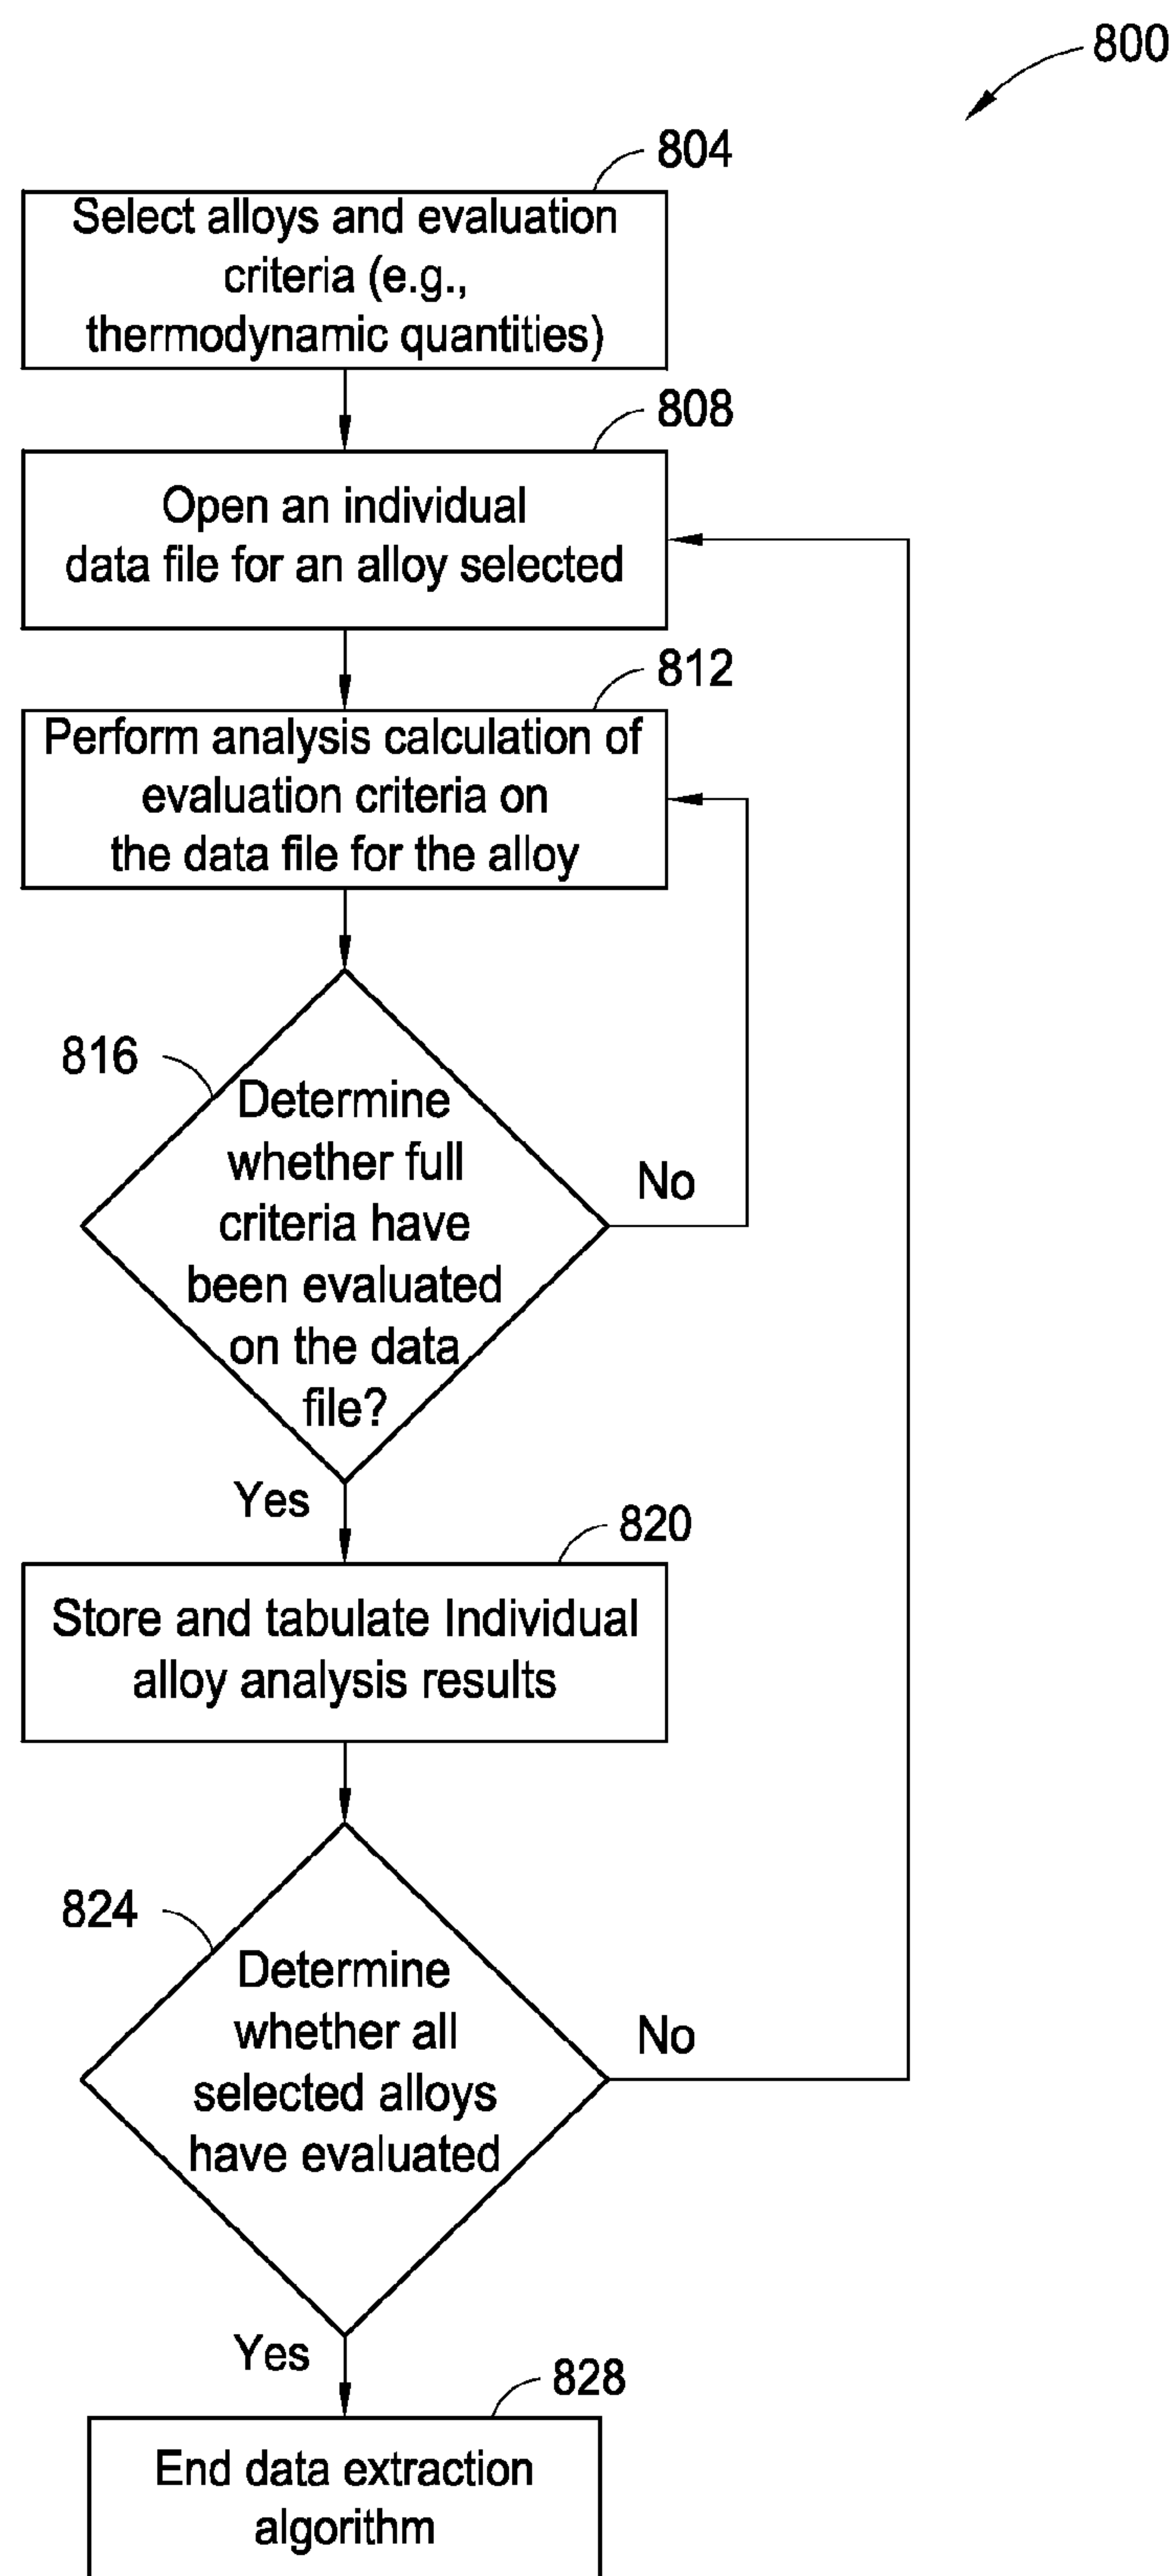 800
804
Select alloys and evaluation
criteria (e.g.,
thermodynamic quantities)
808
Open an individual
data file for an alloy selected
812
Perform analysis calculation of
evaluation criteria on
the data file for the alloy
816
Determine
whether full
criteria have
been evaluated
on the data
file?
No
Yes
820
Store and tabulate Individual
alloy analysis results
824
Determine
whether all
selected alloys
have evaluated
No
Yes
828
End data extraction
algorithm